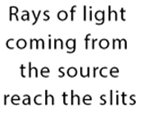 Rays of light
coming from
the source
reach the slits